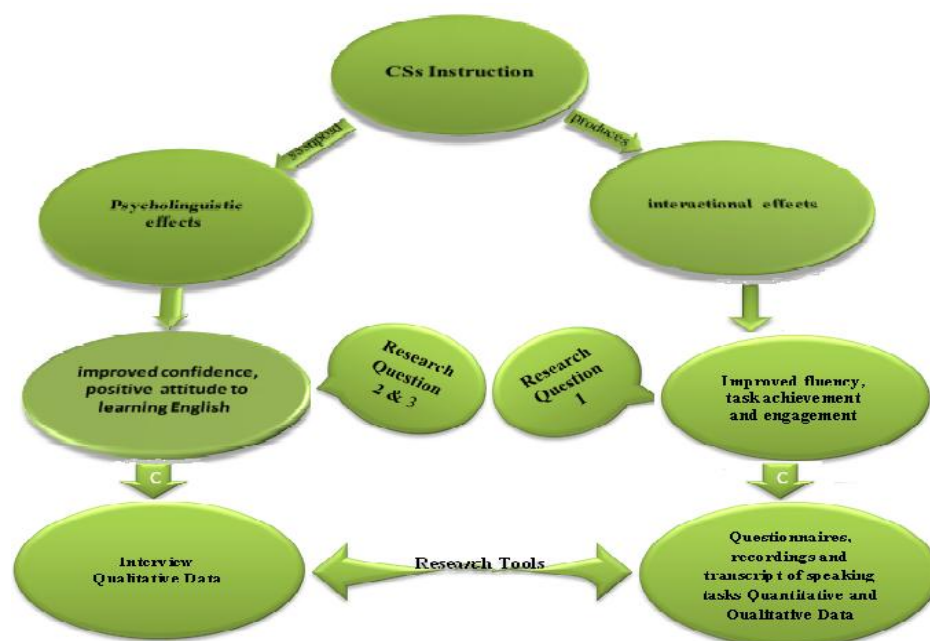 CSs Instruction
produces
produces
Psycholinguistic
effects
interactional effects
improved confidence,
positive attitude to
learning English
Research
Question
2 & 3
Research
Question
1
Improved fluency,
task achievement
and engagement
C
C
Interview
Qualitative Data
Research Tools
Questionnaires,
recordings and
transcript of speaking
tasks Quantitative and
Qualitative Data